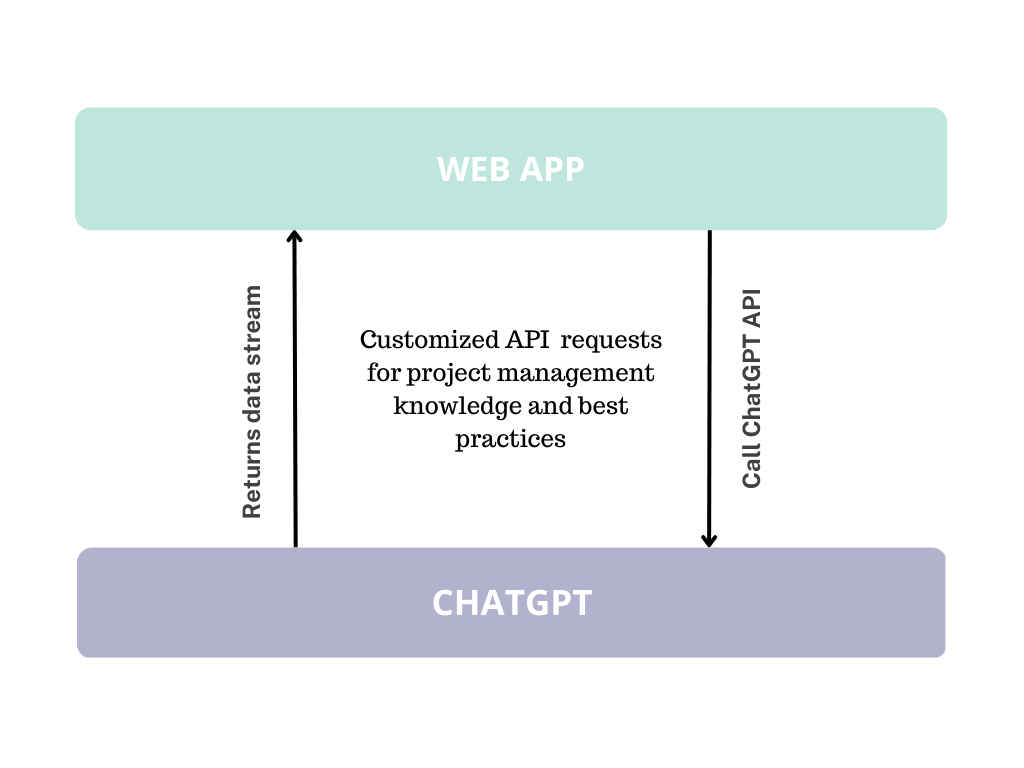 WEB APP
Returns data stream
Customized API  requests
for project management
knowledge and best
practices
Call ChatGPT API
CHATGPT